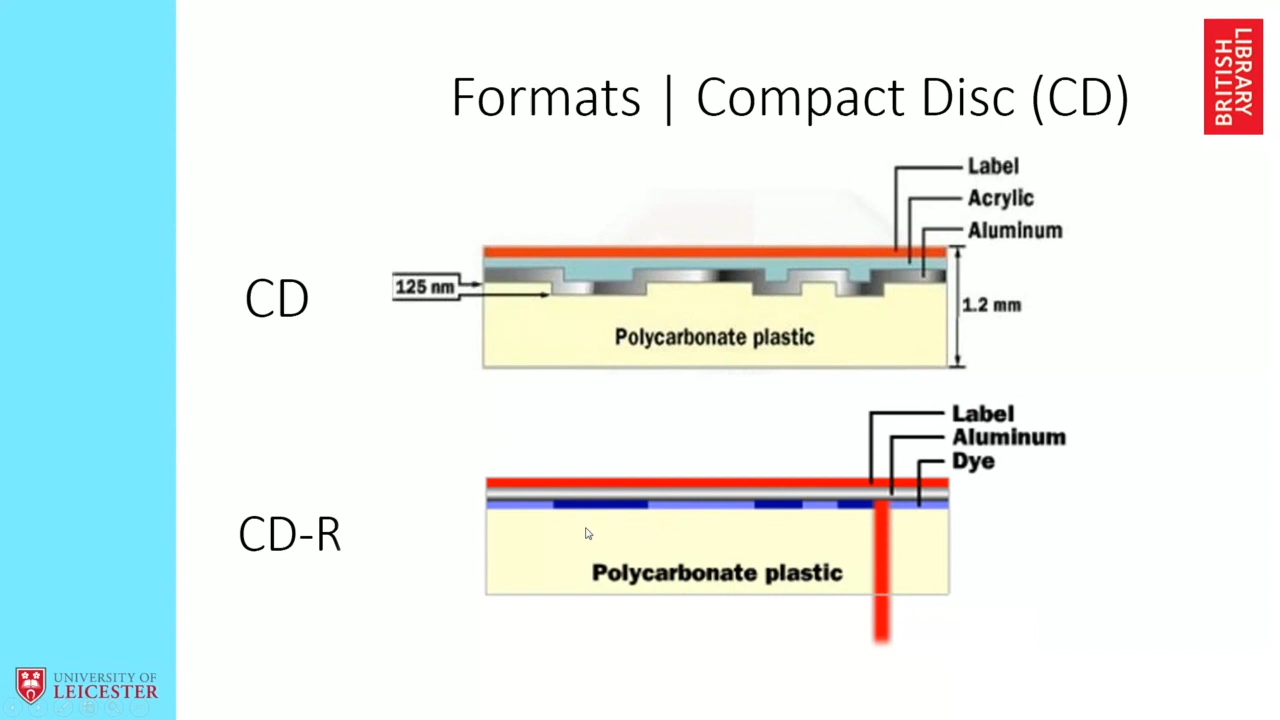 Formats | Compact Disc (CD)
BRITISH
LIBRARY
Label
Acrylic
Aluminum
CD
125 nm
1.2 mm
Polycarbonate plastic
Label
Aluminum
Dye
CD-R
Polycarbonate plastic
UNIVERSITY OF
LEICESTER